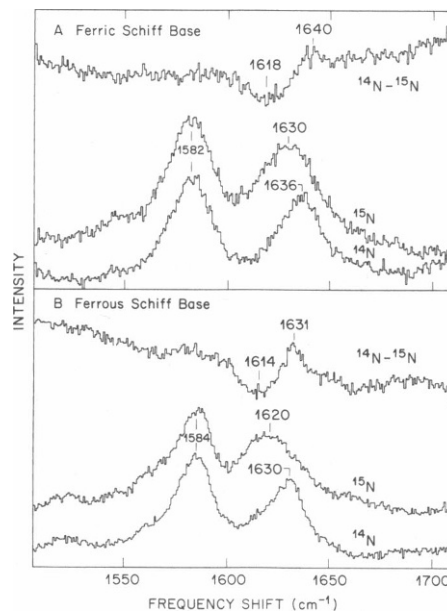 A Ferric Schiff Base
1640
1618
14N-15N
1582
1630
1636
15N
14N
B Ferrous Schiff Base
1631
1614
14N-15N
1584
1620
1630
15N
14N
INTENSITY
1550 1600 1650 1700
FREQUENCY SHIFT (cm-1)